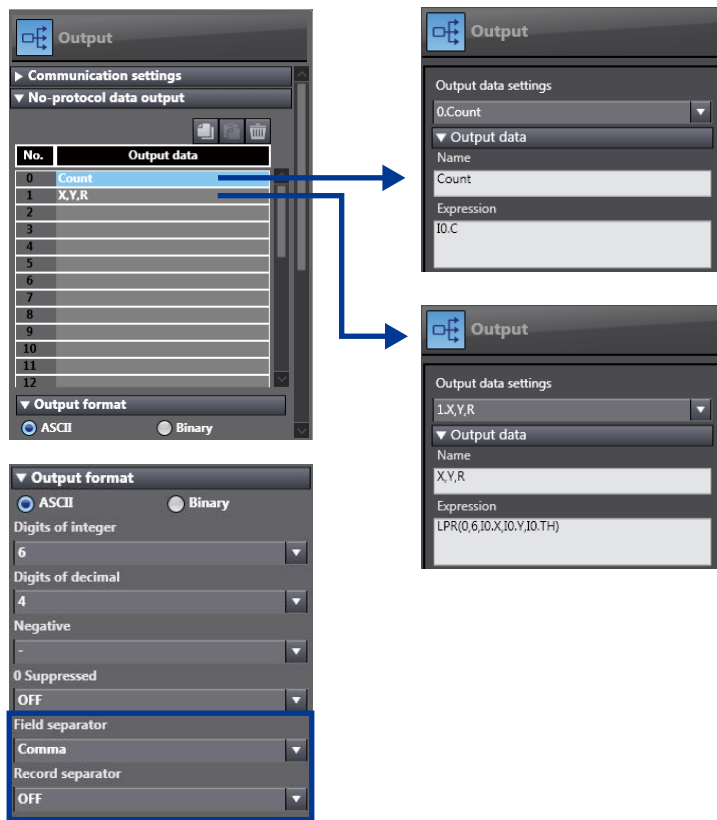 Output
Communication settings
No-protocol data output
No. Output data
0 Count
1 X,Y,R
2
3
4
5
6
7
8
9
10
11
12
Output format
ASCII Binary
Output format
ASCII Binary
Digits of integer
6
Digits of decimal
4
Negative
-
0 Suppressed
OFF
Field separator
Comma
Record separator
OFF
Output
Output data settings
0.Count
Output data
Name
Count
Expression
I0.C
Output
Output data settings
1.X,Y,R
Output data
Name
X,Y,R
Expression
LPR(0,6,I0.X,I0.Y,I0.TH)